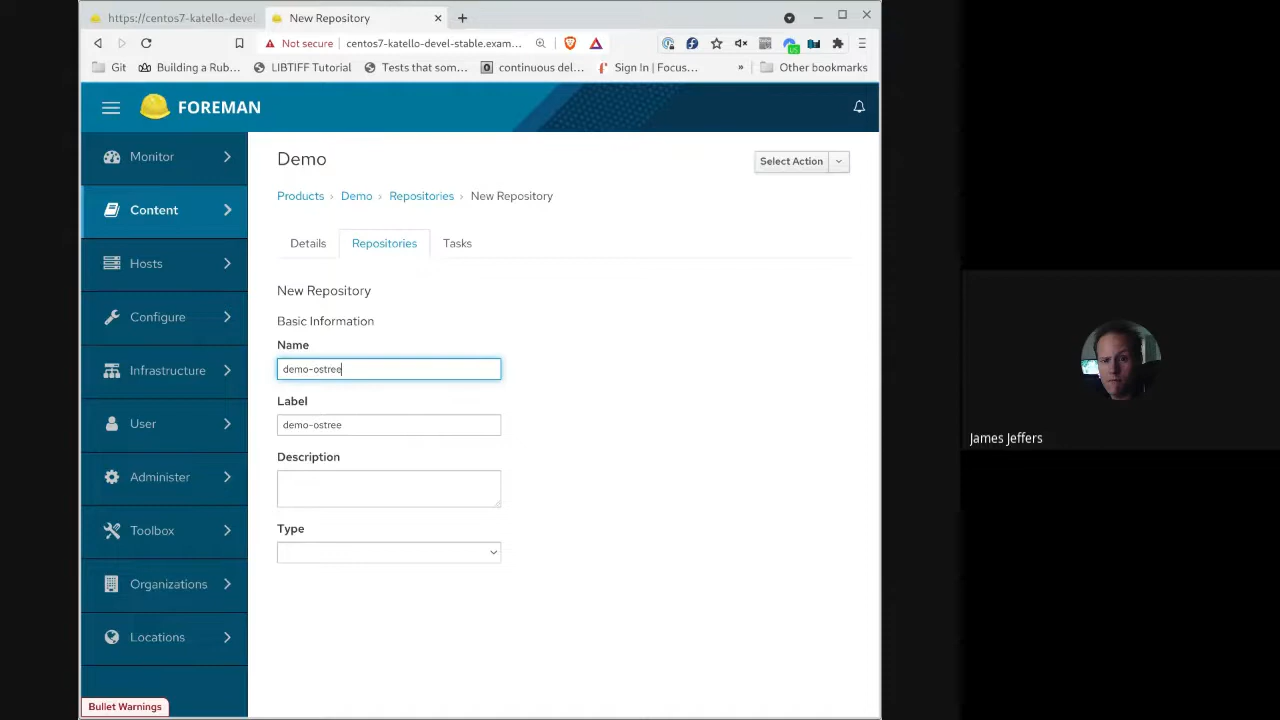 https://centos7-katello-devel
New Repository
Not secure
centos7-katello-devel-stable.exam...
Git
Building a Rub...
LIBTIFF Tutorial
Tests that som...
continuous del...
Sign In | Focus...
»
Other bookmarks
FOREMAN
Monitor
Content
Hosts
Configure
Infrastructure
User
Administer
Toolbox
Organizations
Locations
Bullet Warnings
Demo
Select Action
Products › Demo › Repositories › New Repository
Details
Repositories
Tasks
New Repository
Basic Information
Name
demo-ostree
Label
demo-ostree
Description
Type
James Jeffers